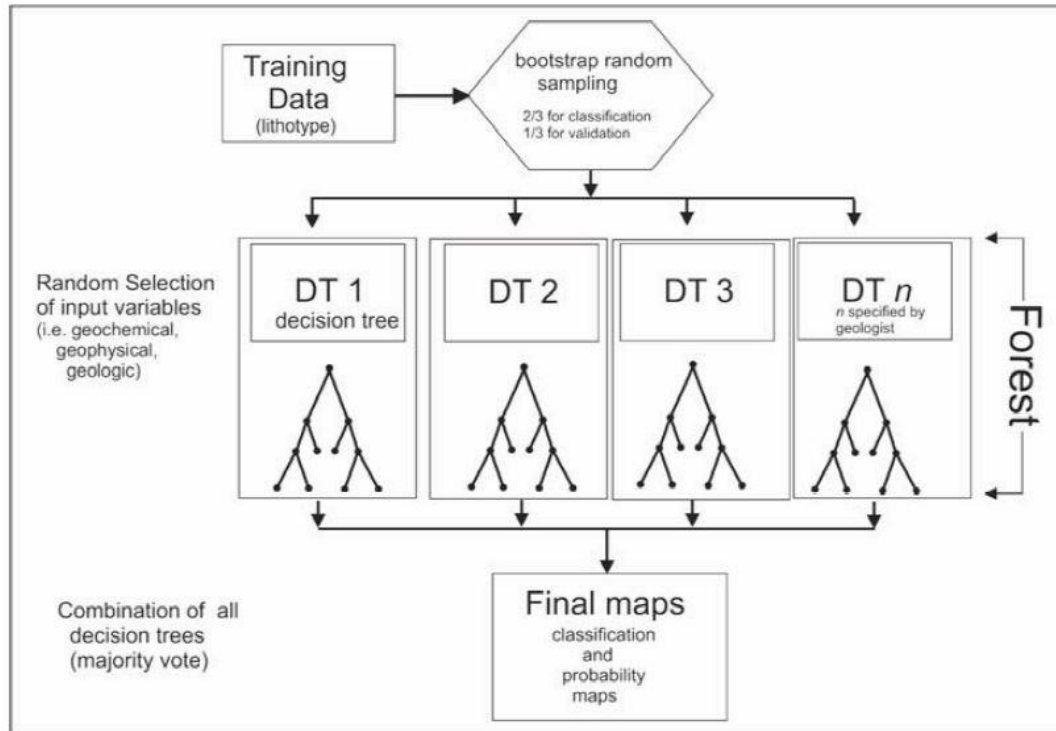 Training
Data
(lithotype)
bootstrap random
sampling
2/3 for classification
1/3 for validation
Random Selection
of input variables
(i.e. geochemical,
geophysical,
geologic)
DT 1
decision tree
DT 2
DT 3
DT n
n specified by
geologist
Forest
Combination of all
decision trees
(majority vote)
Final maps
classification
and
probability
maps